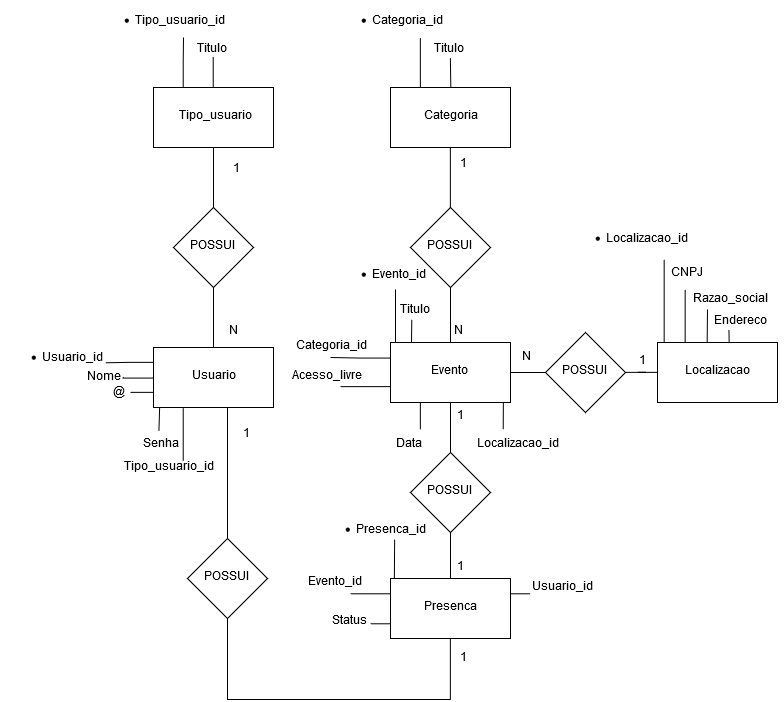 • Tipo_usuario_id
Titulo
Tipo_usuario
1
POSSUI
N
• Categoria_id
Titulo
Categoria
1
POSSUI
N
• Usuario_id
Nome
@
Usuario
Senha
Tipo_usuario_id
1
POSSUI
• Evento_id
Titulo
Categoria_id
Acesso_livre
Evento
Data
Localizacao_id
N
POSSUI
1
• Localizacao_id
CNPJ
Razao_social
Endereco
Localizacao
1
POSSUI
1
• Presenca_id
Evento_id
Status
Presenca
Usuario_id
1